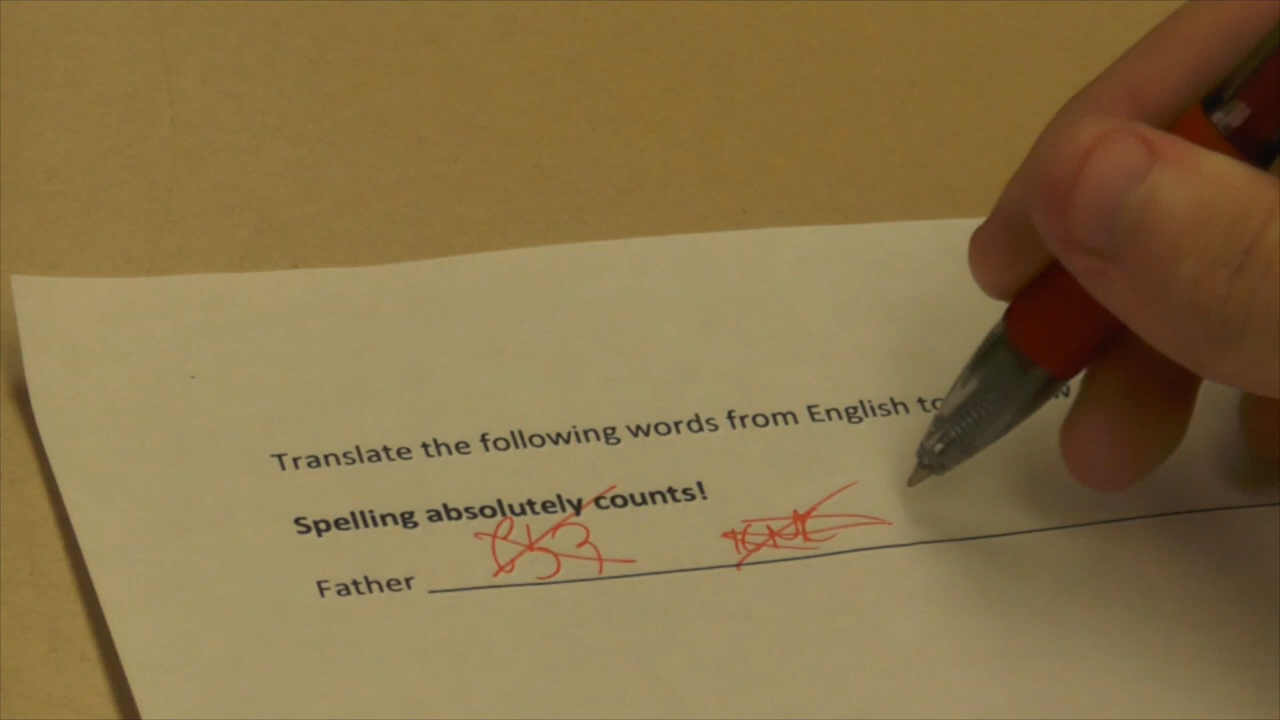 Translate the following words from English to
Spelling absolutely counts!
Father